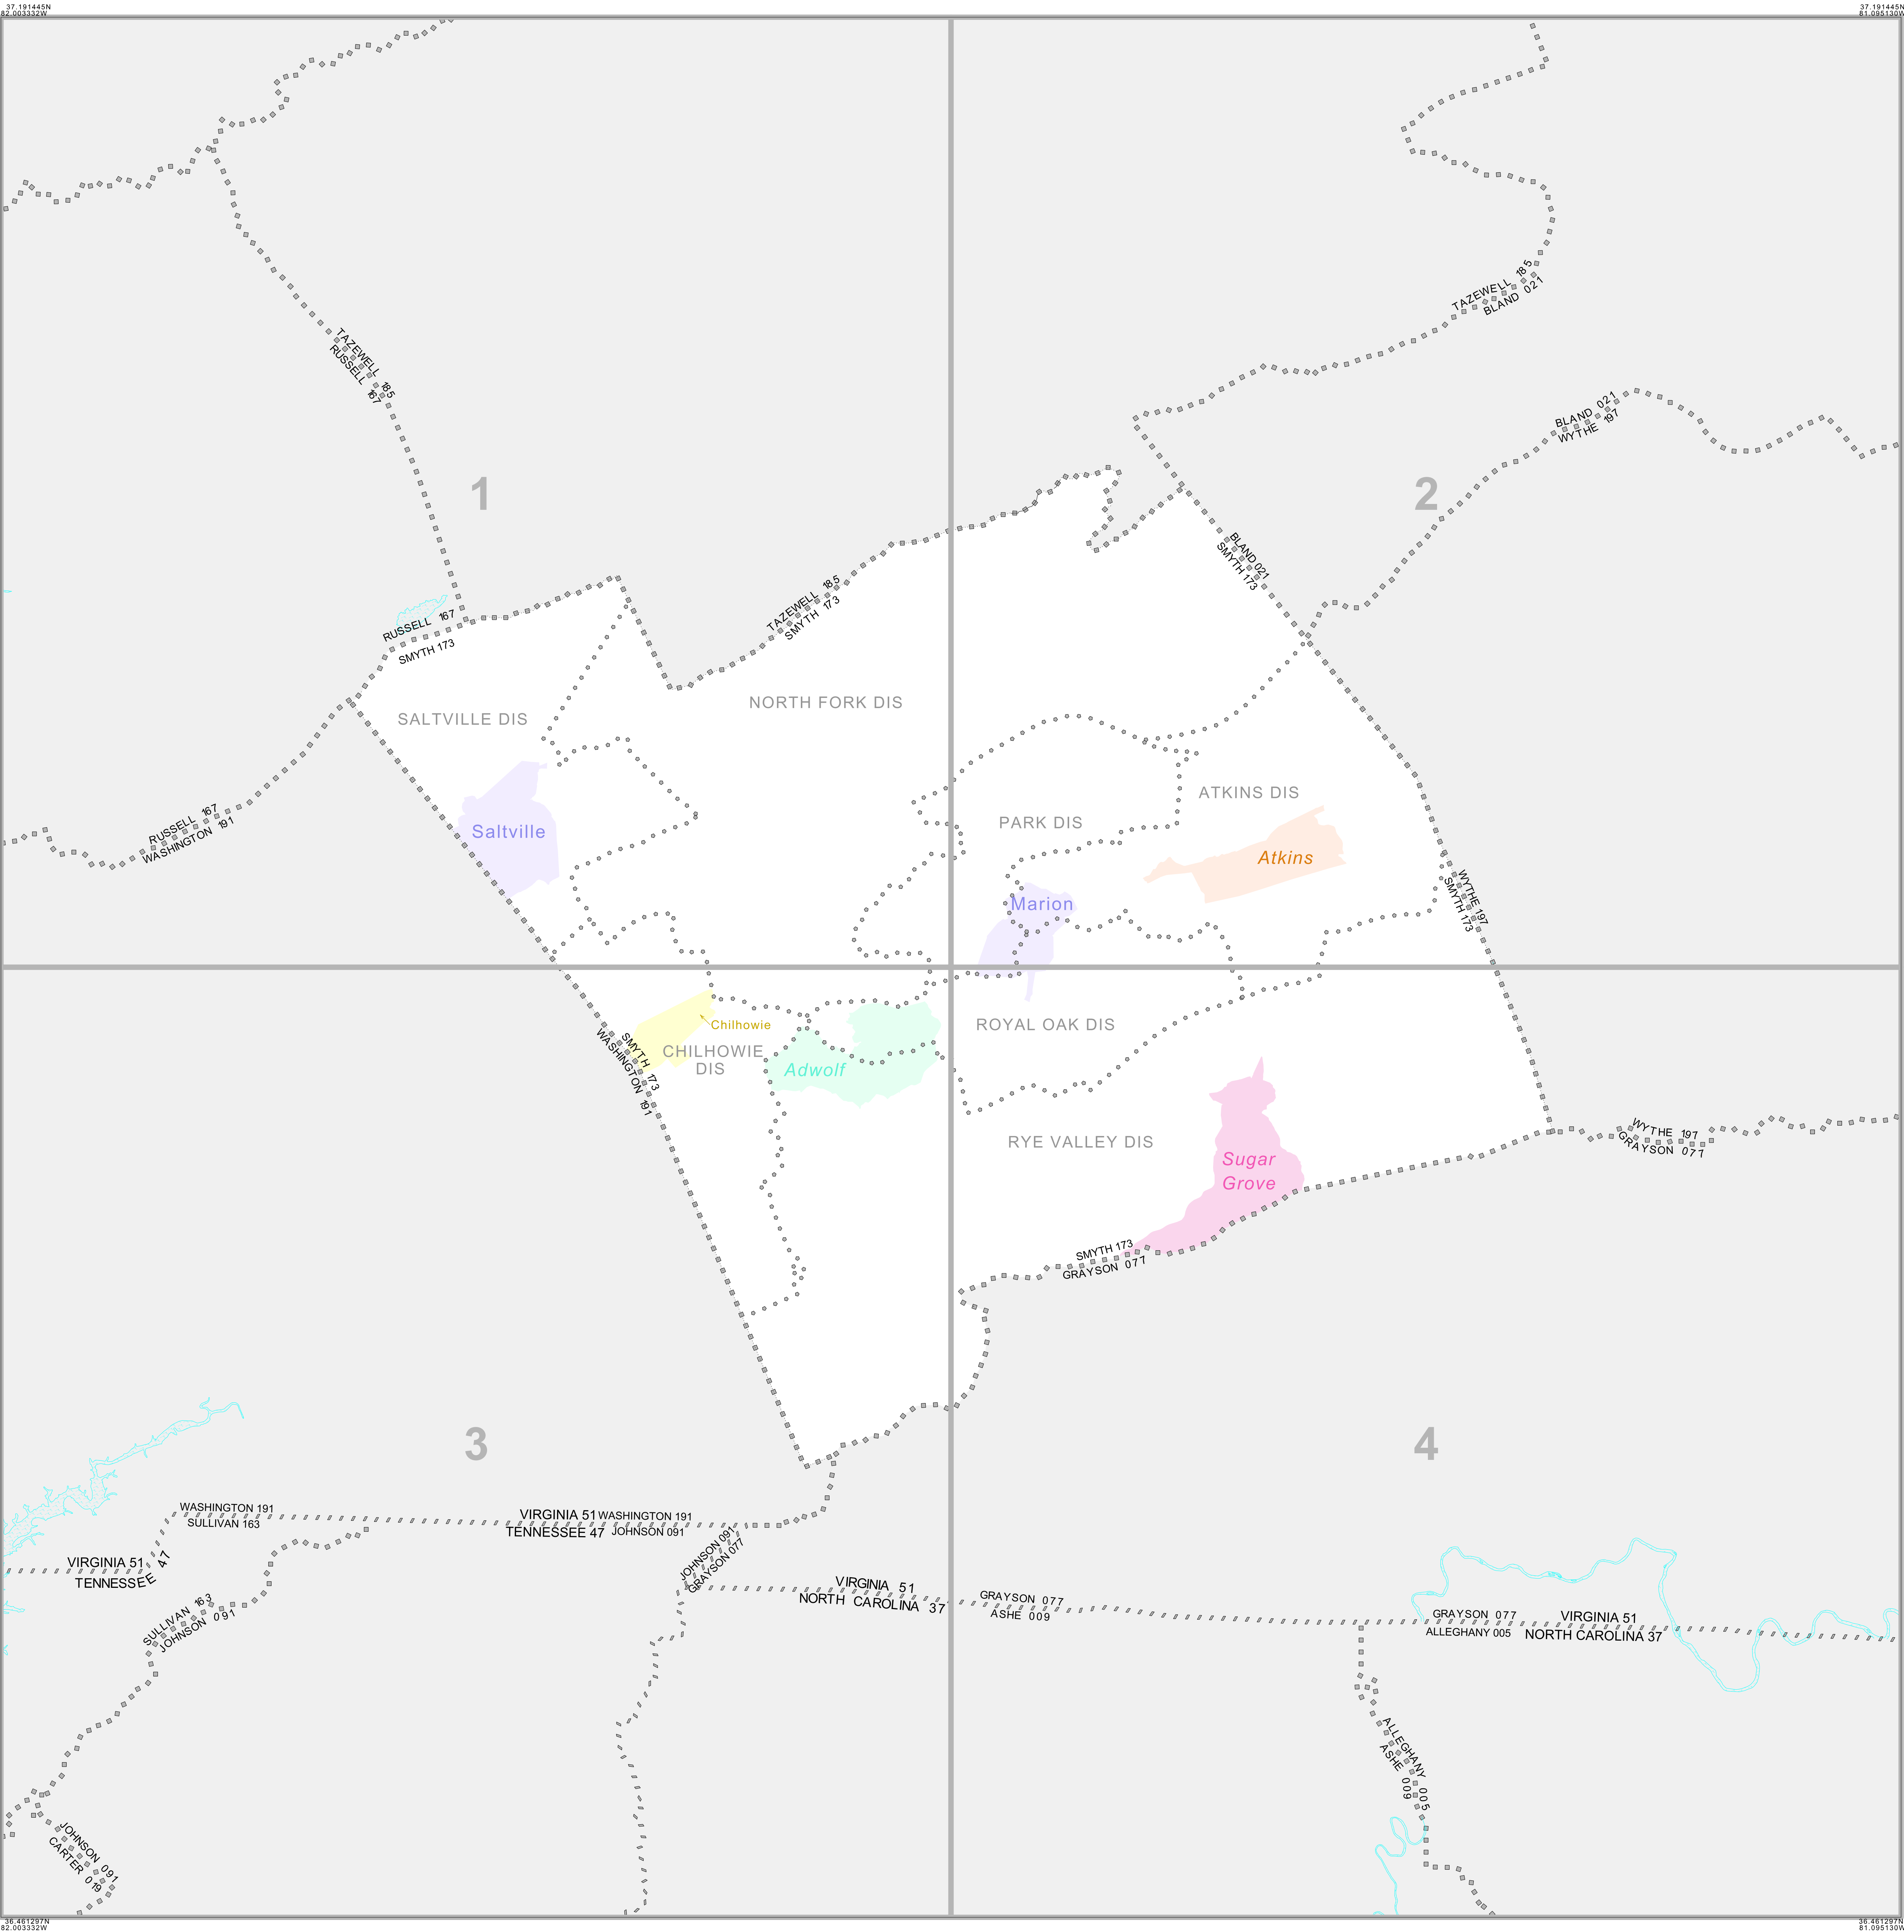 37.191445N
82.003332W
37.191445N
81.095130W
TAZEWELL 185
BLAND 021
TAZEWELL 185
RUSSELL 167
BLAND 021
WYTHE 197
1
2
BLAND 021
SMYTH 173
TAZEWELL 185
SMYTH 173
RUSSELL 167
SMYTH 173
NORTH FORK DIS
SALTVILLE DIS
ATKINS DIS
RUSSELL 167
WASHINGTON 191
PARK DIS
Saltville
Atkins
Marion
WYTHE 197
SMYTH 173
Chilhowie
ROYAL OAK DIS
SMYTH 173
WASHINGTON 191
CHILHOWIE
DIS
Adwolf
RYE VALLEY DIS
WYTHE 197
GRAYSON 077
Sugar
Grove
SMYTH 173
GRAYSON 077
3
4
WASHINGTON 191
SULLIVAN 163
VIRGINIA 51 WASHINGTON 191
TENNESSEE 47 JOHNSON 091
VIRGINIA 51
TENNESSEE 47
JOHNSON 091
GRAYSON 077
VIRGINIA 51
NORTH CAROLINA 37
GRAYSON 077
ASHE 009
GRAYSON 077
ALLEGHANY 005
VIRGINIA 51
NORTH CAROLINA 37
SULLIVAN 163
JOHNSON 091
ALLEGHANY 005
ASHE 009
JOHNSON 091
CARTER 019
36.461297N
82.003332W
36.461297N
81.095130W